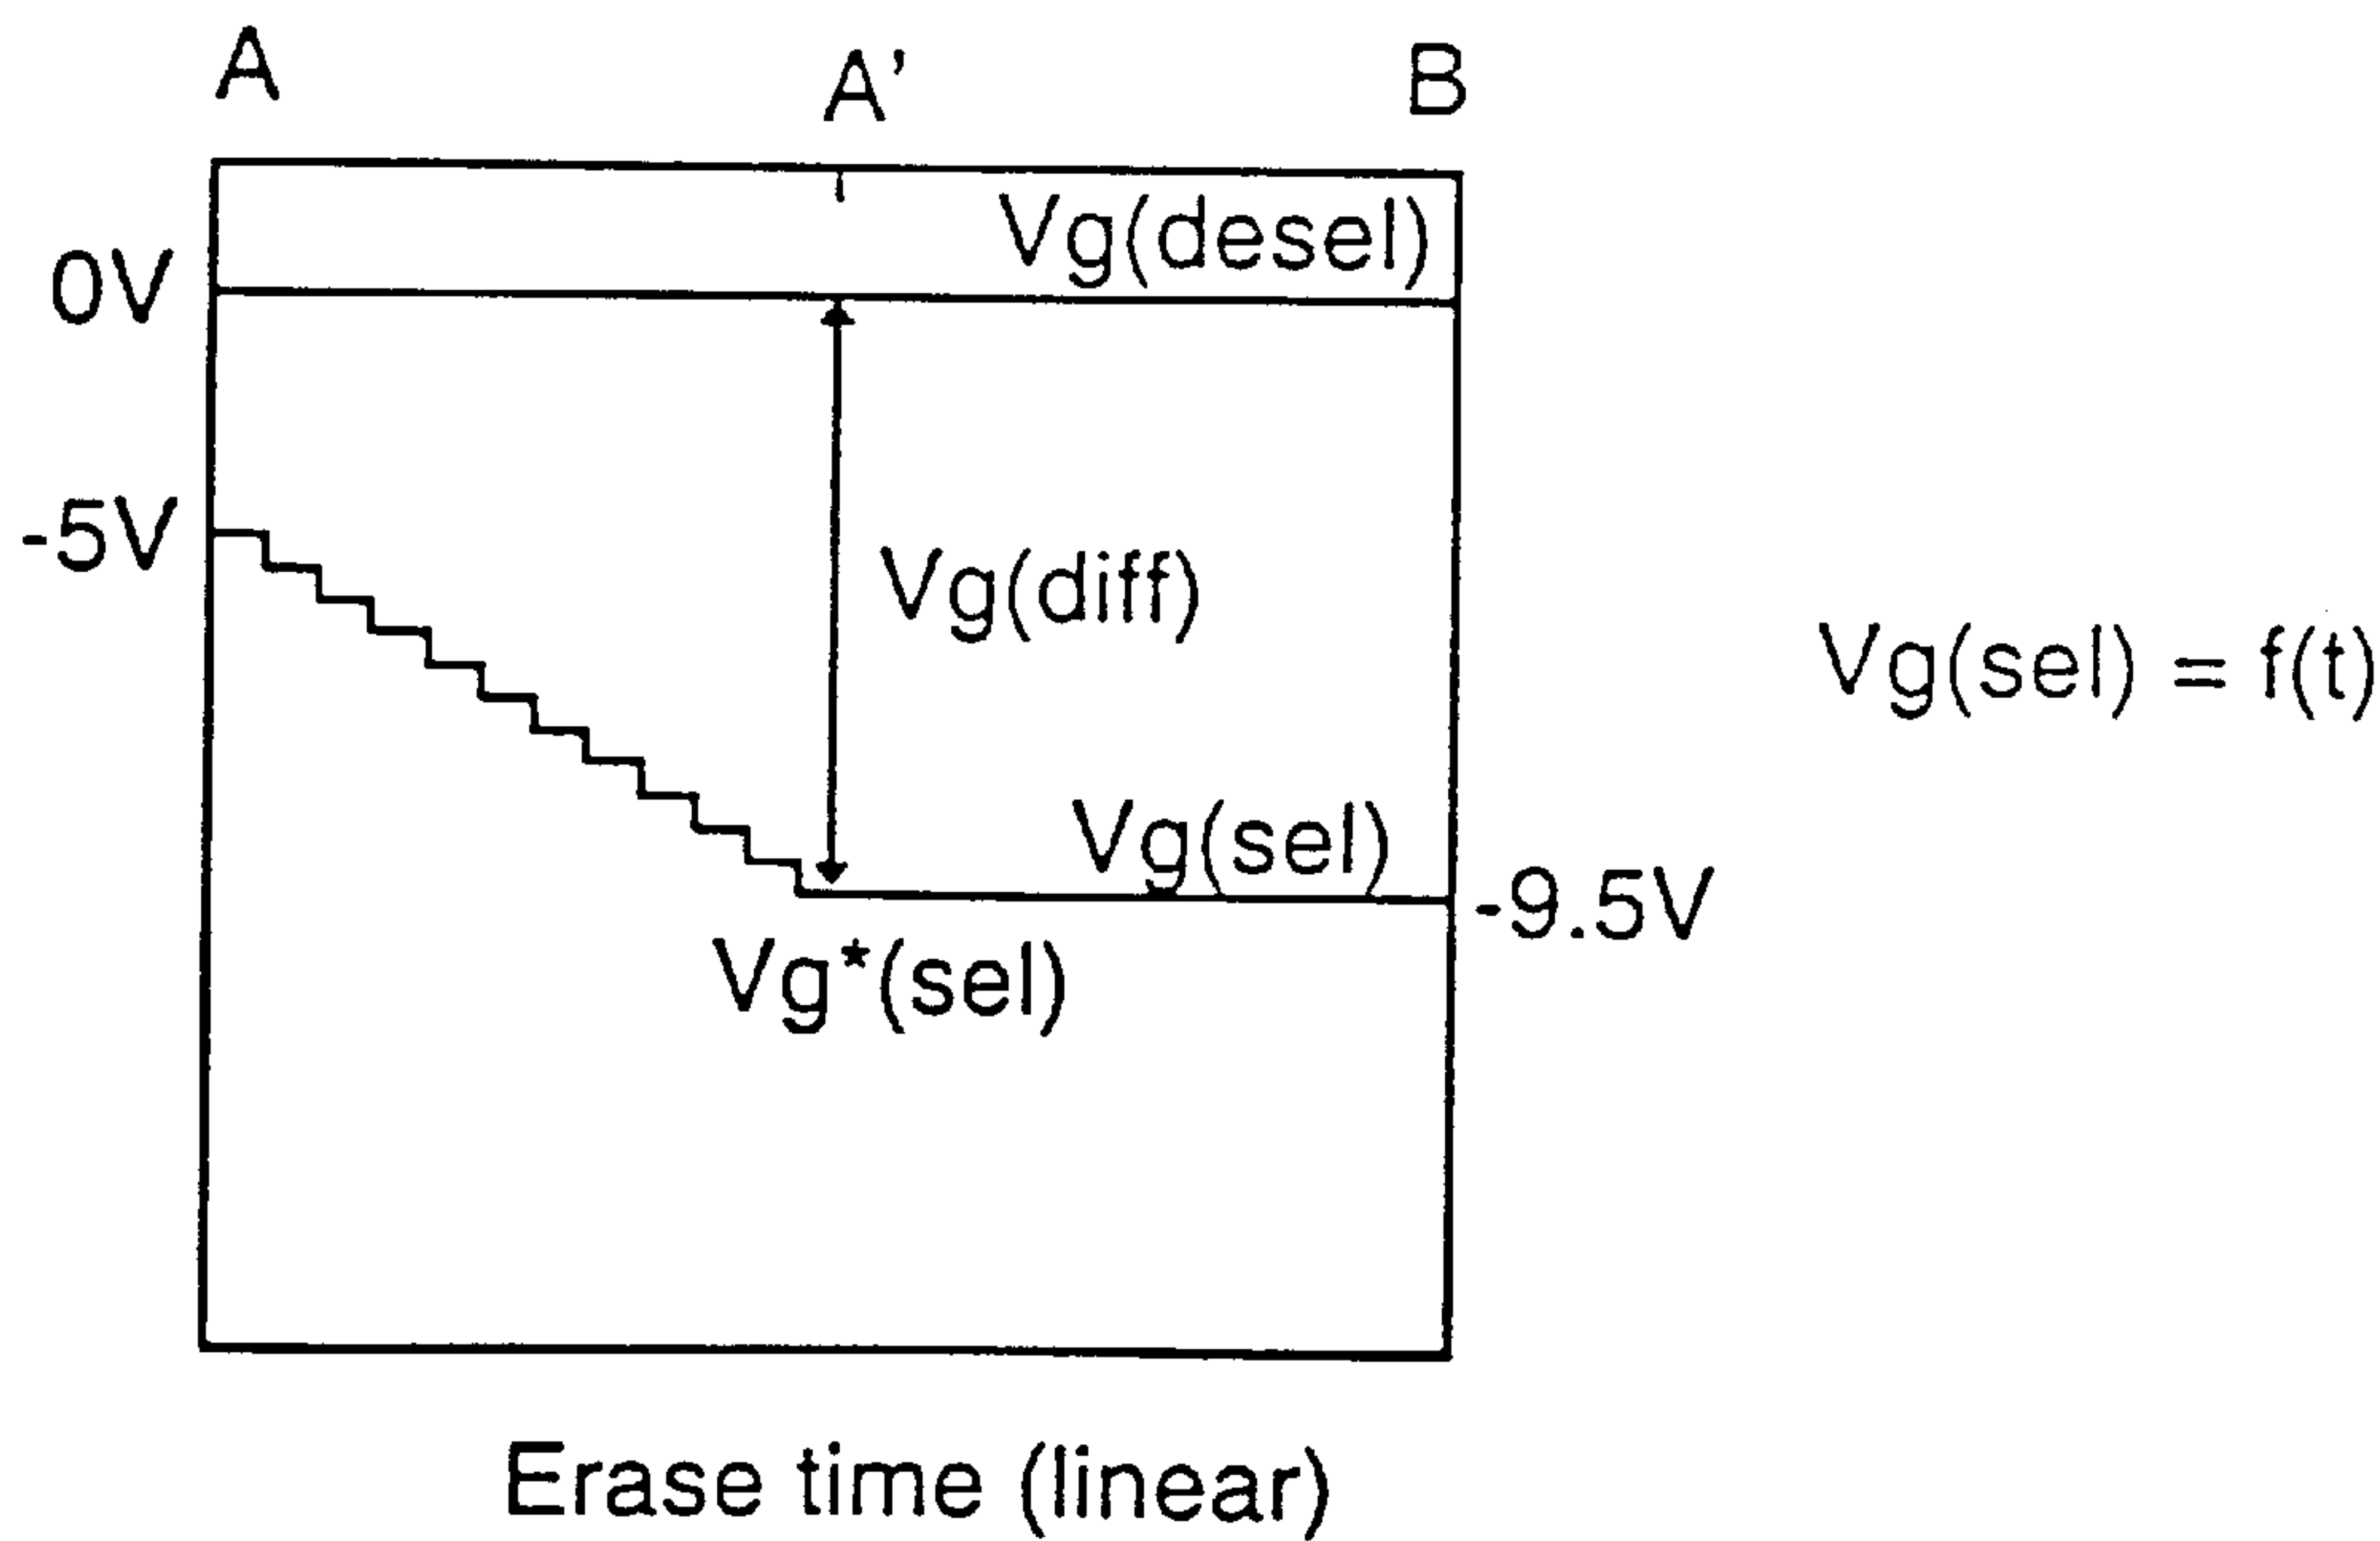 A
A'
B
Vg(desel)
0V
-5V
Vg(diff)
Vg(sel) = f(t)
Vg(sel)
-9.5V
Vg*(sel)
Erase time (linear)